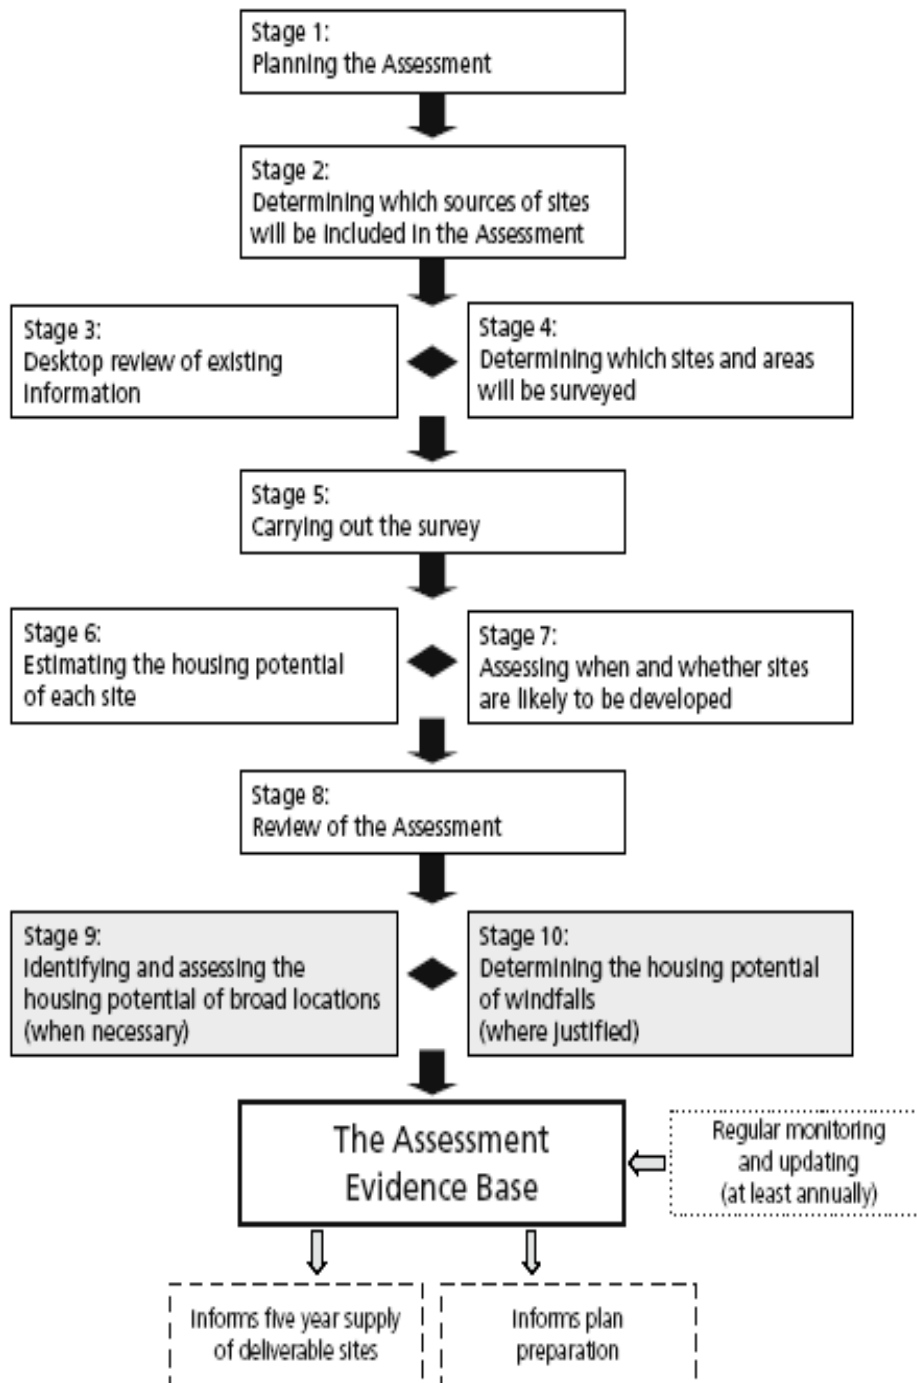 Stage 1:
Planning the Assessment
Stage 2:
Determining which sources of sites
will be included in the Assessment
Stage 3:
Desktop review of existing
information
Stage 4:
Determining which sites and areas
will be surveyed
Stage 5:
Carrying out the survey
Stage 6:
Estimating the housing potential
of each site
Stage 7:
Assessing when and whether sites
are likely to be developed
Stage 8:
Review of the Assessment
Stage 9:
Identifying and assessing the
housing potential of broad locations
(when necessary)
Stage 10:
Determining the housing potential
of windfalls
(where justified)
The Assessment
Evidence Base
Regular monitoring
and updating
(at least annually)
Informs five year supply
of deliverable sites
Informs plan
preparation